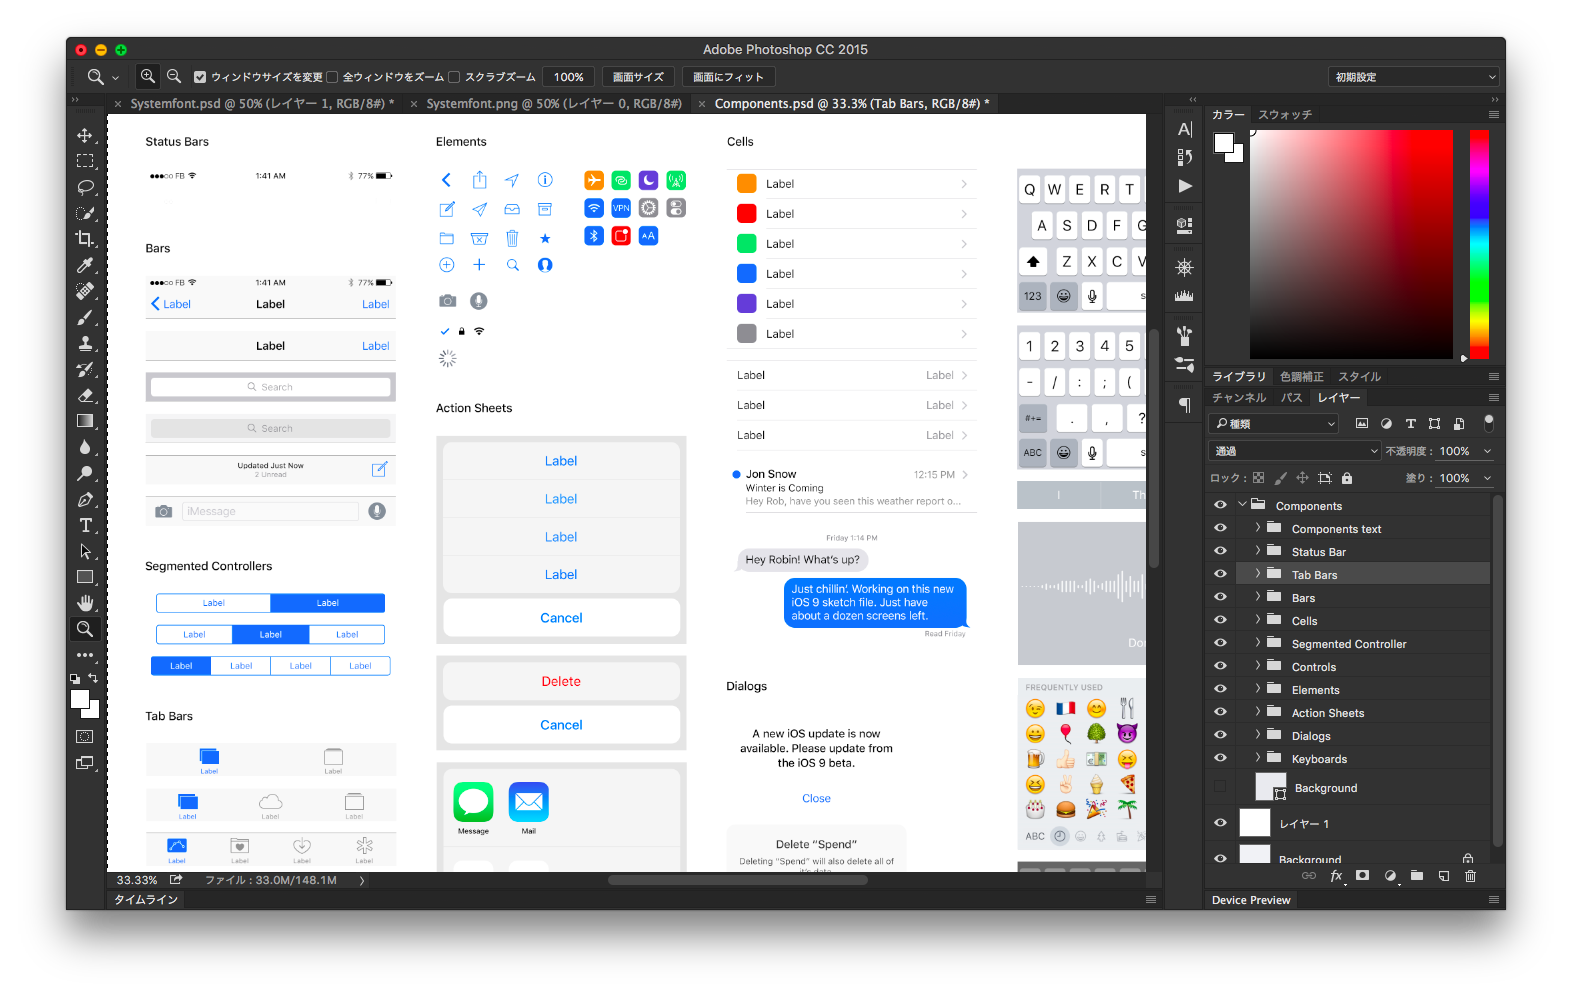 Adobe Photoshop CC 2015
ウィンドウサイズを変更 全ウィンドウをズーム スクラブズーム 100% 画面サイズ 画面にフィット 初期設定
Systemfont.psd @ 50% (レイヤー 1, RGB/8#) * Systemfont.png @ 50% (レイヤー 0, RGB/8#) Components.psd @ 33.3% (Tab Bars, RGB/8#) *
Status Bars
FB 1:41 AM 77%
Bars
FB 1:41 AM 77%
Label Label Label
Label Label
Search
Search
Updated Just Now
2 Unread
iMessage
Segmented Controllers
Label Label
Label Label Label
Label Label Label Label
Tab Bars
Label Label
Label Label Label
Label Label Label Label
Elements
VPN
AA
Action Sheets
Label
Label
Label
Label
Cancel
Delete
Cancel
Message Mail
Cells
Label
Label
Label
Label
Label
Label
Label Label
Label Label
Label Label
Jon Snow 12:15 PM
Winter is Coming
Hey Rob, have you seen this weather report o...
Friday 1:14 PM
Hey Robin! What's up?
Just chillin'. Working on this new
iOS 9 sketch file. Just have
about a dozen screens left.
Read Friday
Dialogs
A new iOS update is now
available. Please update from
the iOS 9 beta.
Close
Delete “Spend”
Deleting “Spend” will also delete all of
Q W E R T
A S D F G
Z X C V
123 s
1 2 3 4 5
- / : ; (
#+= . , ?
ABC s
I Th
Do
FREQUENTLY USED
ABC
33.33% ファイル : 33.0M/148.1M
タイムライン
カラー スウォッチ
ライブラリ 色調補正 スタイル
チャンネル パス レイヤー
種類
通過 不透明度 : 100%
ロック : 塗り : 100%
Components
Components text
Status Bar
Tab Bars
Bars
Cells
Segmented Controller
Controls
Elements
Action Sheets
Dialogs
Keyboards
Background
レイヤー 1
Background
fx
Device Preview